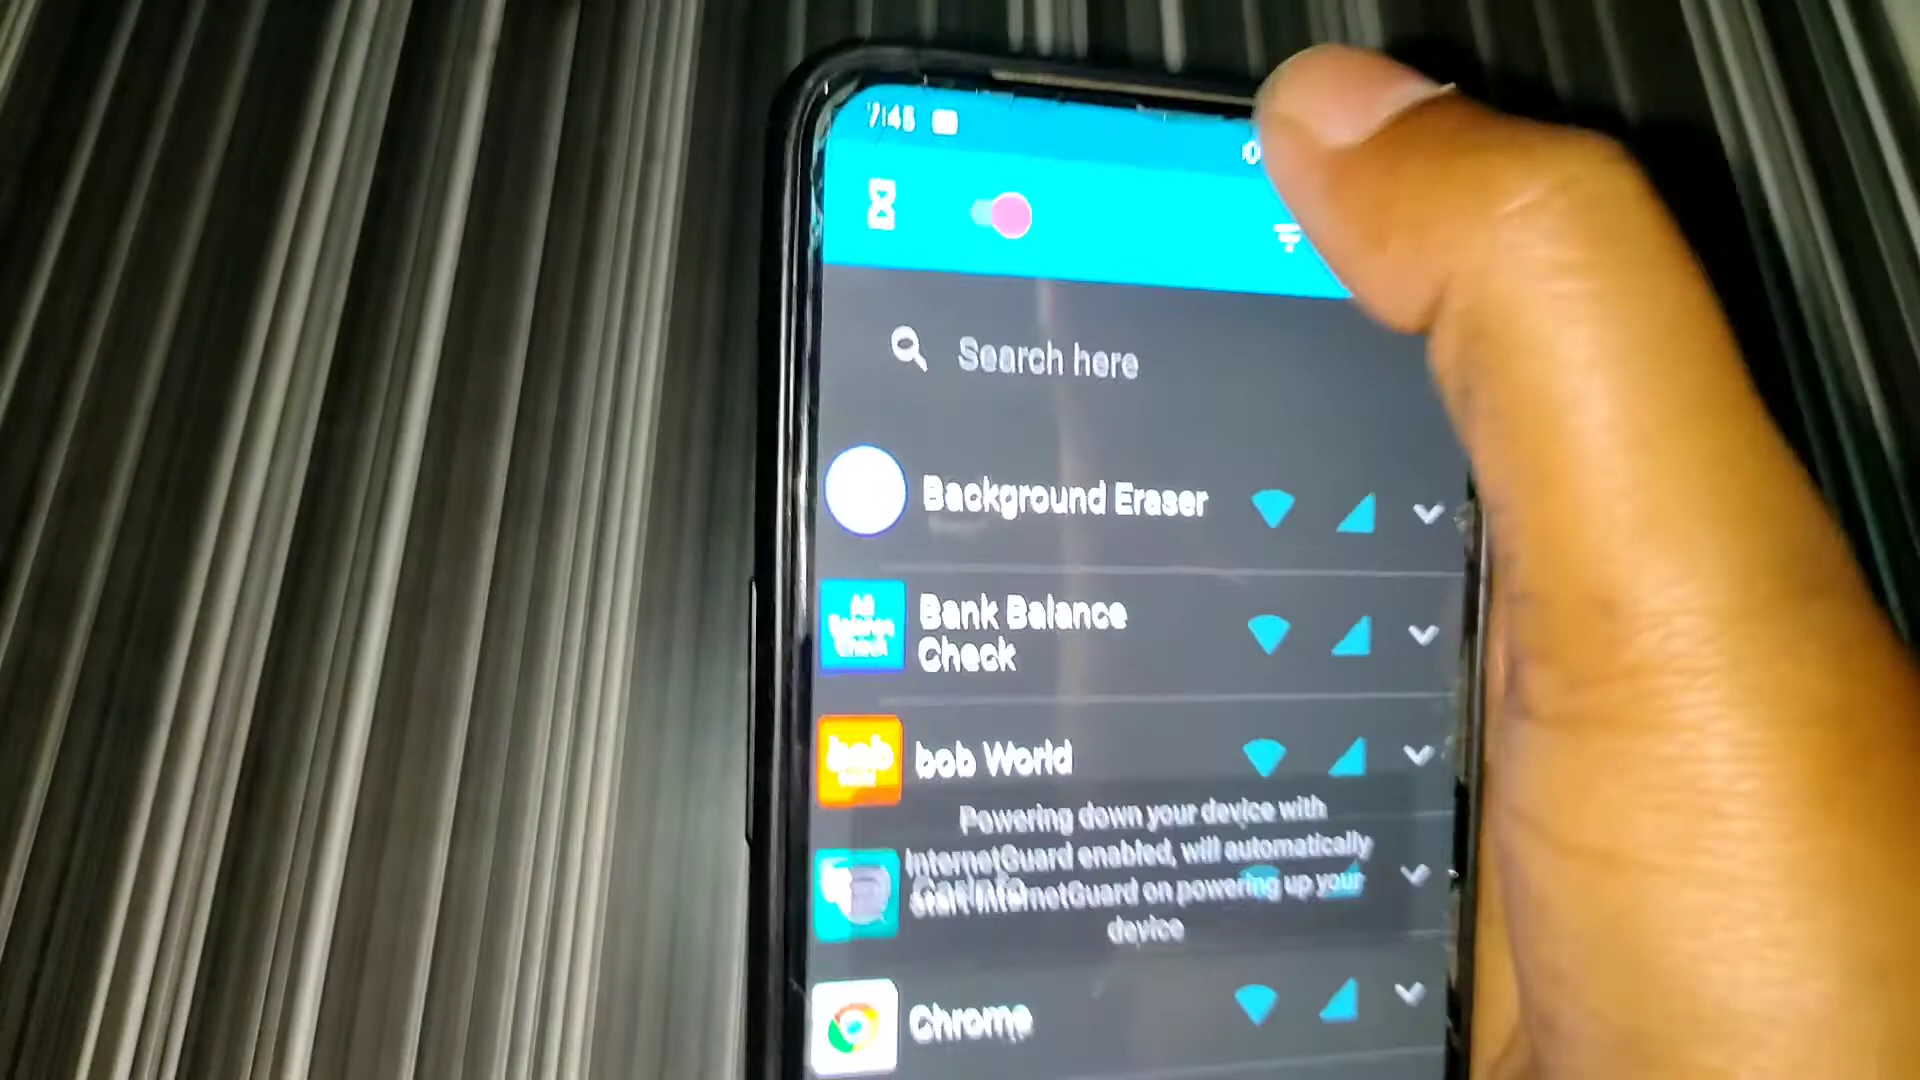 7:45
Search here
Background Eraser
Bank Balance
Check
bob World
Powering down your device with
InternetGuard enabled, will automatically
start InternetGuard on powering up your
device
Chrome